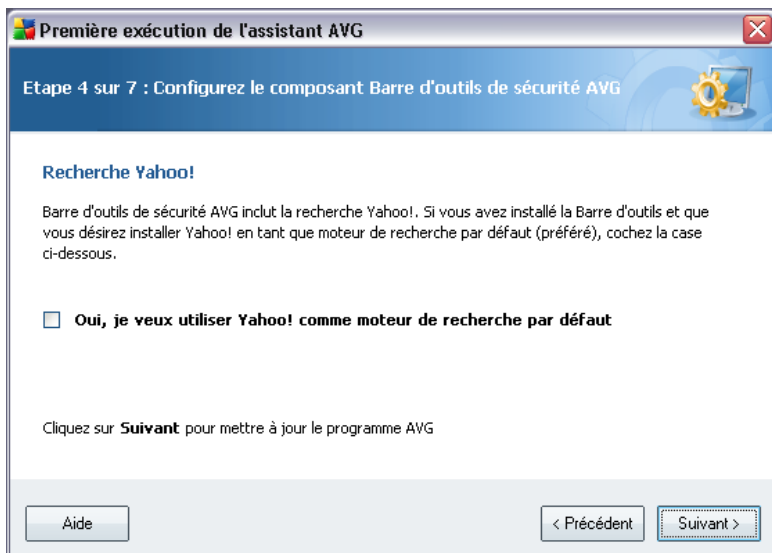 Première exécution de l'assistant AVG
Etape 4 sur 7 : Configurez le composant Barre d'outils de sécurité AVG
Recherche Yahoo!
Barre d'outils de sécurité AVG inclut la recherche Yahoo!. Si vous avez installé la Barre d'outils et que
vous désirez installer Yahoo! en tant que moteur de recherche par défaut (préféré), cochez la case
ci-dessous.
Oui, je veux utiliser Yahoo! comme moteur de recherche par défaut
Cliquez sur Suivant pour mettre à jour le programme AVG
Aide
< Précédent
Suivant >